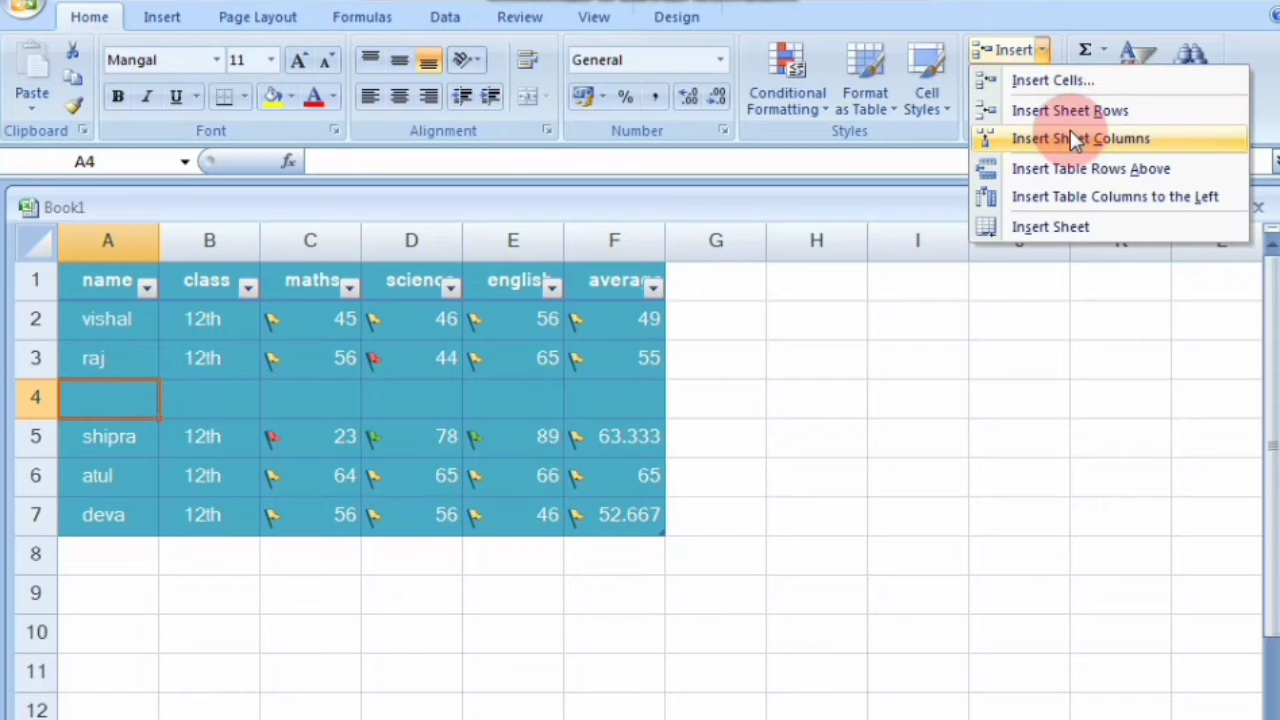 Home Insert Page Layout Formulas Data Review View Design
Paste
Clipboard
Mangal 11 A A
B I U A
Font
Alignment
General
% ,
Number
Conditional Formatting
Format as Table
Cell Styles
Styles
Insert Σ
Insert Cells...
Insert Sheet Rows
Insert Sheet Columns
Insert Table Rows Above
Insert Table Columns to the Left
Insert Sheet
A4 fx
Book1
A B C D E F G H I
1 name class maths
2 vishal 12th 45 46 56 49
3 raj 12th 56 44 65 55
4
5 shipra 12th 23 78 89 63.333
6 atul 12th 64 65 66 65
7 deva 12th 56 56 46 52.667
8
9
10
11
12